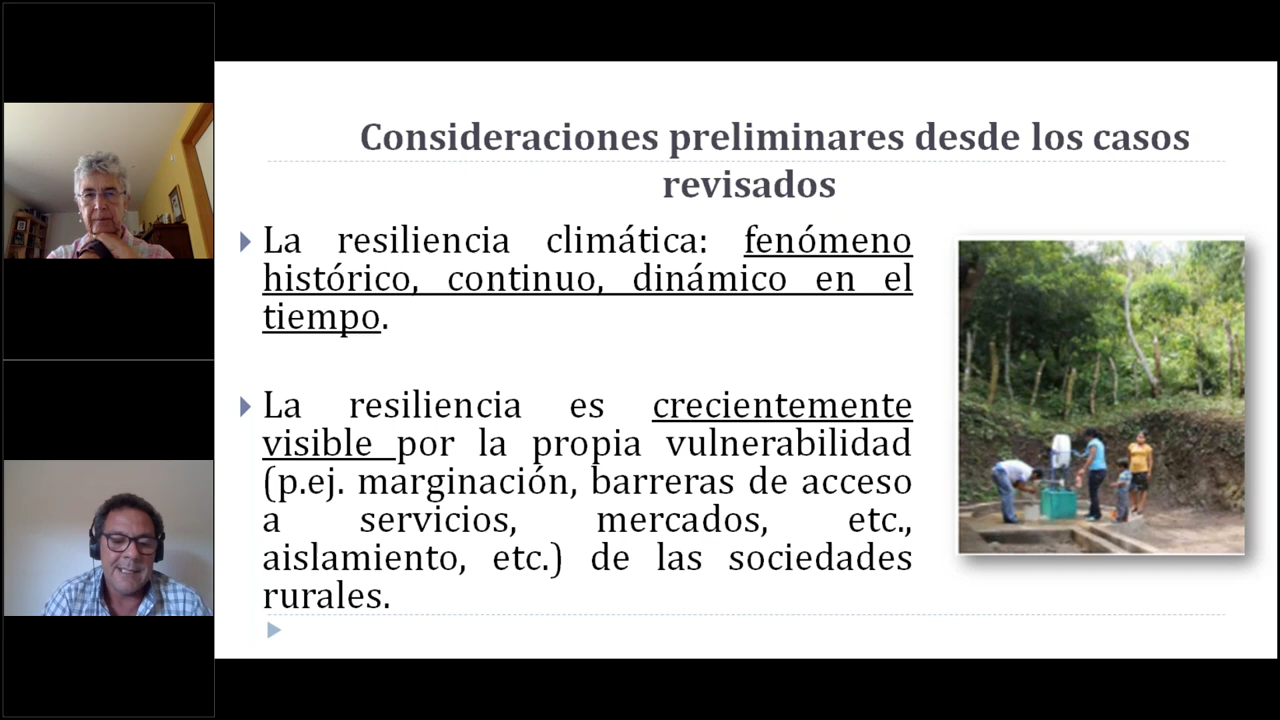 Consideraciones preliminares desde los casos
revisados
La resiliencia climática: fenómeno
histórico, continuo, dinámico en el
tiempo.
La resiliencia es crecientemente
visible por la propia vulnerabilidad
(p.ej. marginación, barreras de acceso
a servicios, mercados, etc.,
aislamiento, etc.) de las sociedades
rurales.